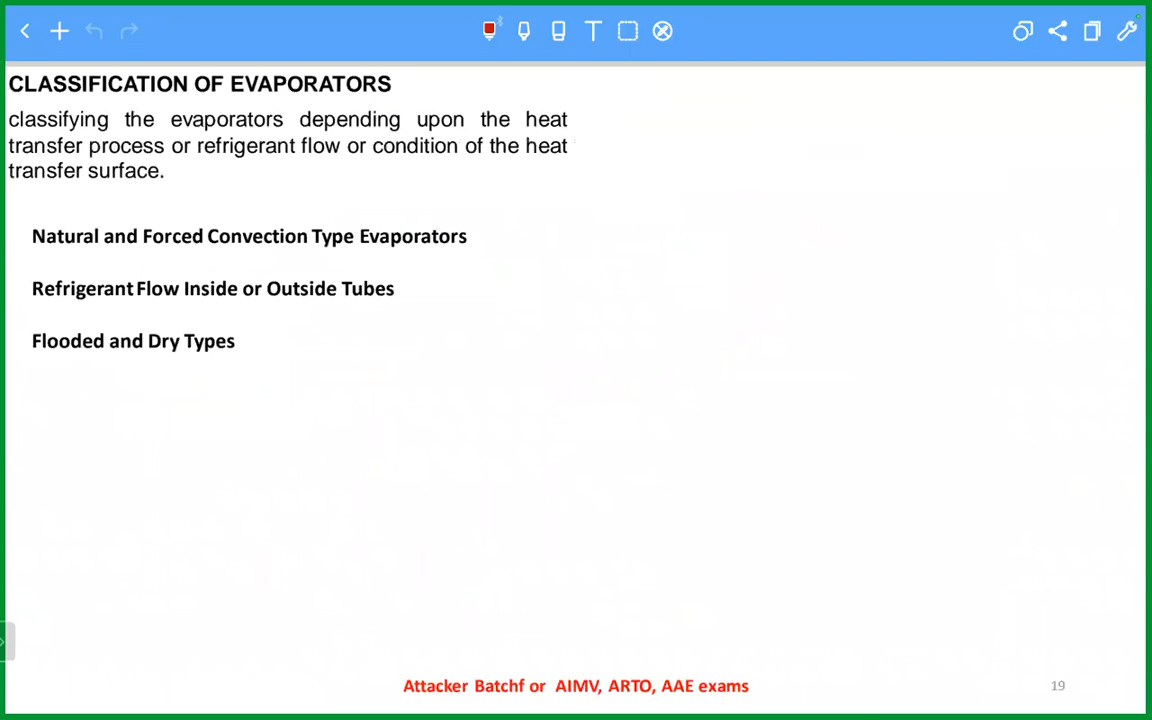 CLASSIFICATION OF EVAPORATORS
classifying the evaporators depending upon the heat
transfer process or refrigerant flow or condition of the heat
transfer surface.
Natural and Forced Convection Type Evaporators
Refrigerant Flow Inside or Outside Tubes
Flooded and Dry Types
Attacker Batchf or AIMV, ARTO, AAE exams
19